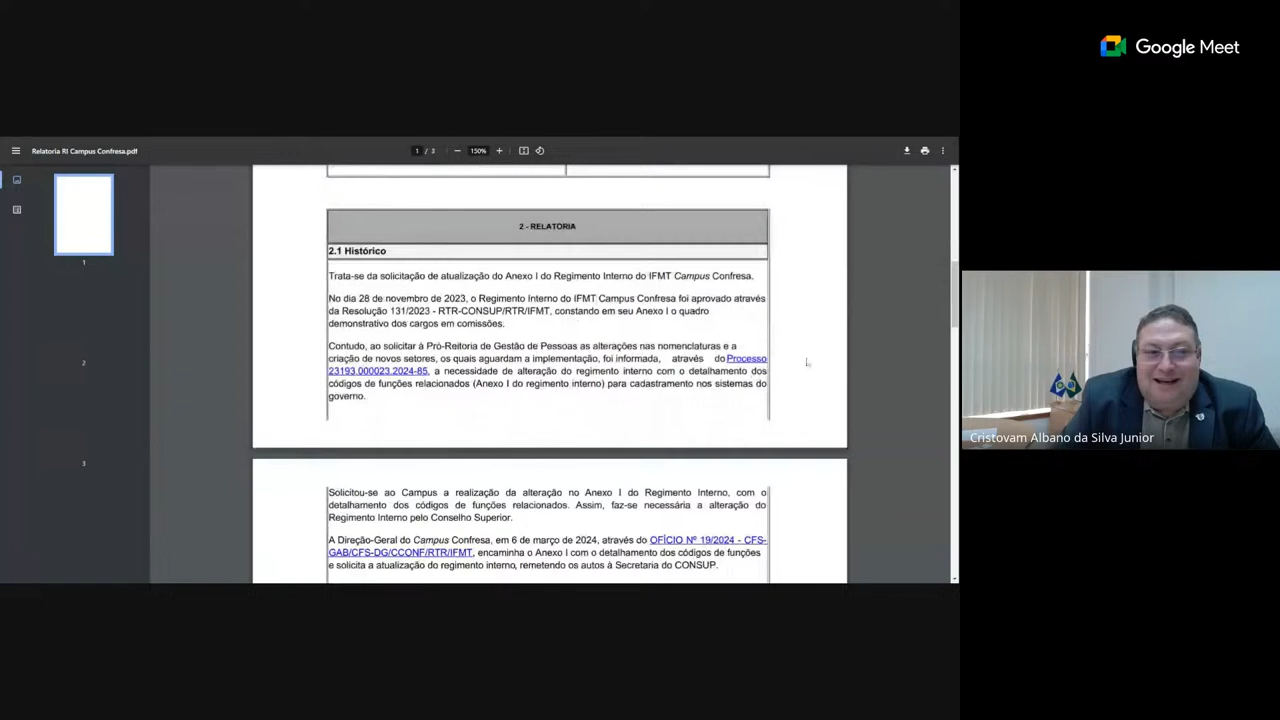 Google Meet
Relatoria RI Campus Confresa.pdf
1 / 3
150%
2 - RELATORIA
2.1 Histórico
Trata-se da solicitação de atualização do Anexo I do Regimento Interno do IFMT Campus Confresa.
No dia 28 de novembro de 2023, o Regimento Interno do IFMT Campus Confresa foi aprovado através
da Resolução 131/2023 - RTR-CONSUP/RTR/IFMT, constando em seu Anexo I o quadro
demonstrativo dos cargos em comissões.
Contudo, ao solicitar à Pró-Reitoria de Gestão de Pessoas as alterações nas nomenclaturas e a
criação de novos setores, os quais aguardam a implementação, foi informada, através do Processo
23193.000023.2024-85, a necessidade de alteração do regimento interno com o detalhamento dos
códigos de funções relacionados (Anexo I do regimento interno) para cadastramento nos sistemas do
governo.
Solicitou-se ao Campus a realização da alteração no Anexo I do Regimento Interno, com o
detalhamento dos códigos de funções relacionados. Assim, faz-se necessária a alteração do
Regimento Interno pelo Conselho Superior.
A Direção-Geral do Campus Confresa, em 6 de março de 2024, através do OFÍCIO Nº 19/2024 - CFS-
GAB/CFS-DG/CCONF/RTR/IFMT, encaminha o Anexo I com o detalhamento dos códigos de funções
e solicita a atualização do regimento interno, remetendo os autos à Secretaria do CONSUP.
1
2
3
Cristovam Albano da Silva Junior